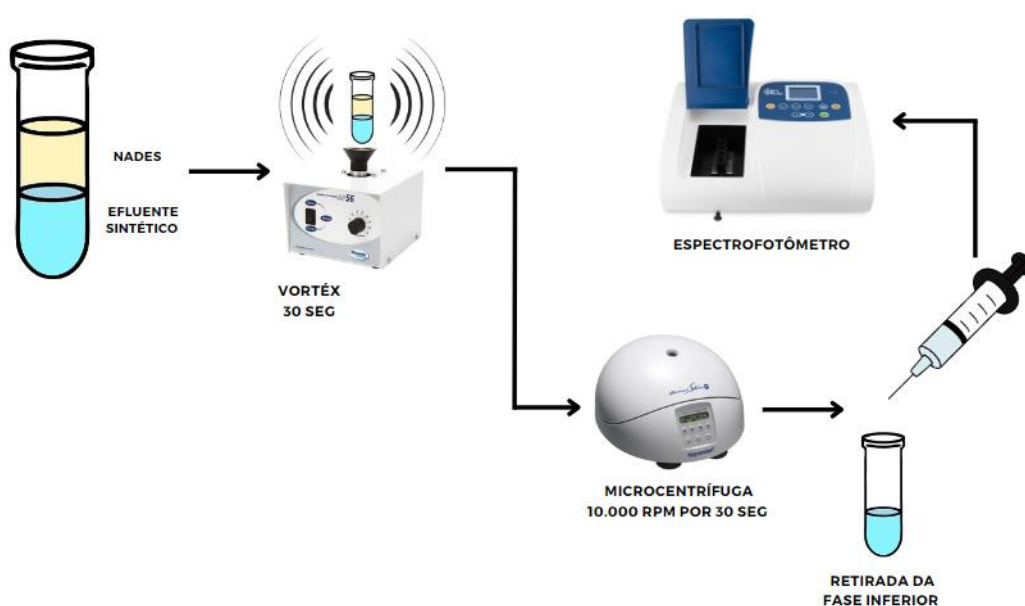 NADES
EFLUENTE
SINTÉTICO
VORTÉX
30 SEG
MICROCENTRÍFUGA
10.000 RPM POR 30 SEG
RETIRADA DA
FASE INFERIOR
ESPECTROFOTÔMETRO